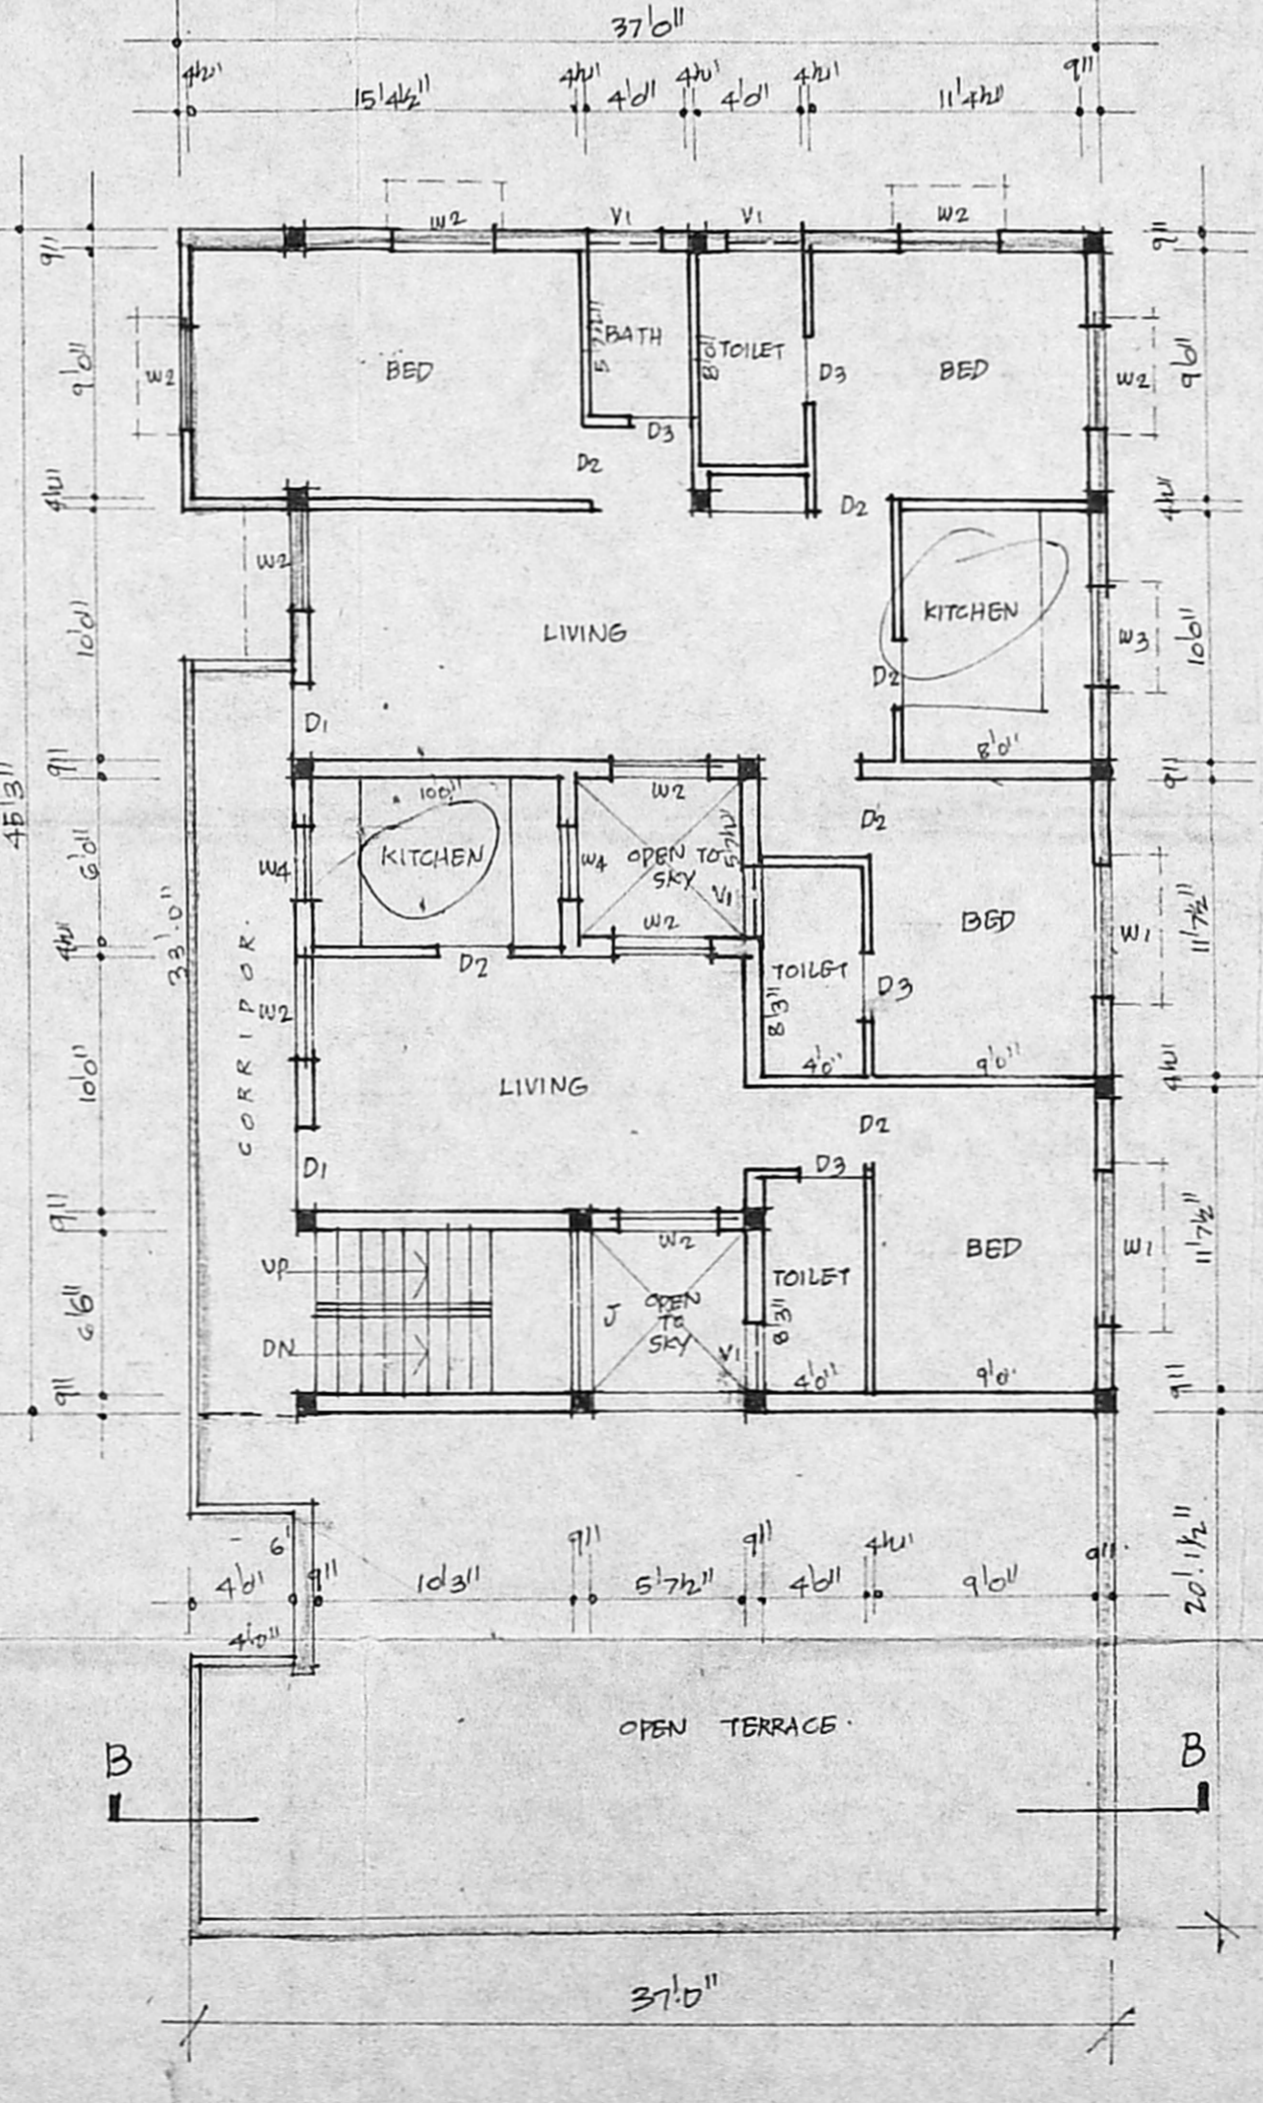 37'0"
4½" 15'4½" 4½" 4'0" 4½" 4'0" 4½" 11'4½" 9"
W2 V1 V1 W2
9" 9"
BATH 5'7½" TOILET 8'0"
9'0" W2 BED D3 BED W2 9'0"
D3
D2
4½" D2 4½"
W2
10'0" LIVING KITCHEN W3 10'0"
D2
D1
8'0"
9" 9"
45'3"
10'0" W2
D2
6'0" W4 KITCHEN W4 OPEN TO 5'7½"
SKY V1
W2 BED W1 11'7½"
4½" 33'0" D2 TOILET
D3
CORRIDOR W2 8'3"
4'0" 9'0" 4½"
10'0" LIVING
D2
D1 D3
9" W2
BED W1 11'7½"
UP TOILET
6'6" J OPEN
TO 8'3"
DN SKY V1
4'0" 9'0" 9"
9"
6'
9" 9" 4½" 9"
4'0" 9" 10'3" 5'7½" 4'0" 9'0" 20'.1½"
4'0"
OPEN TERRACE.
B B
37'.0"